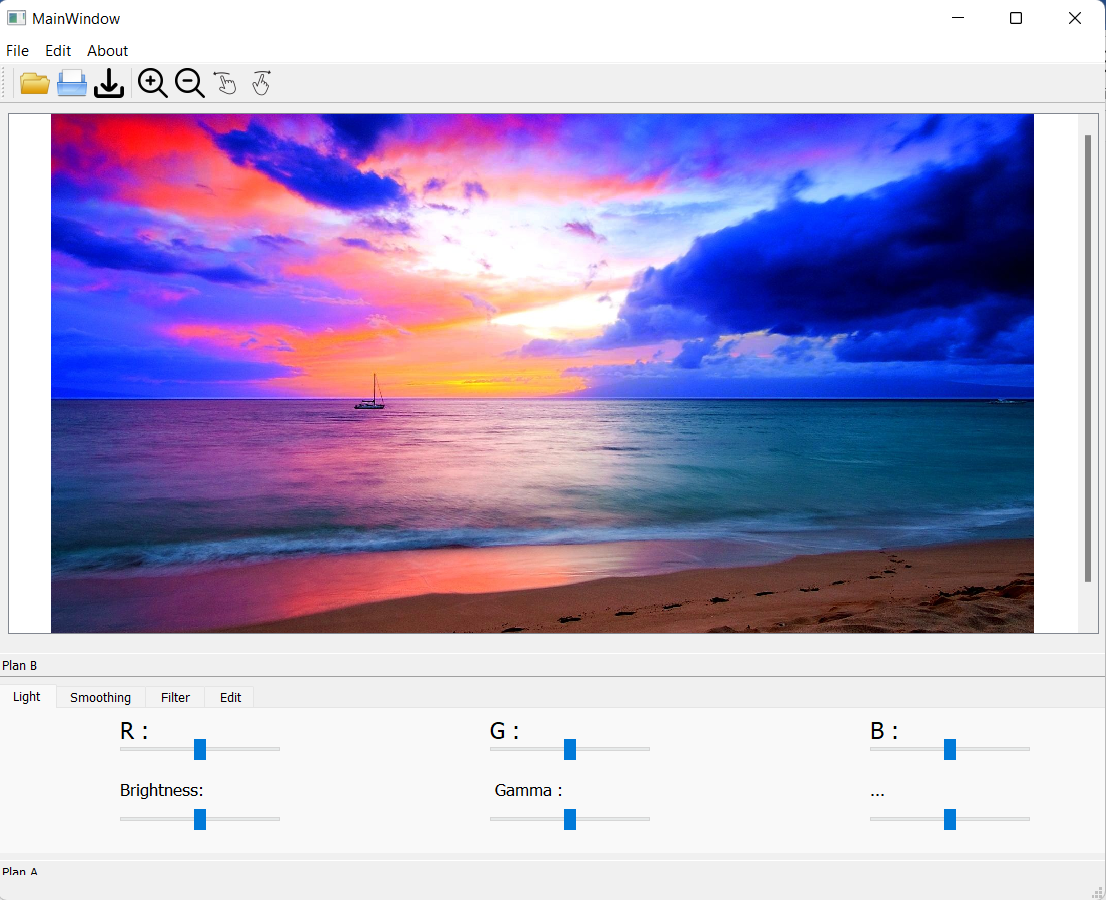 MainWindow
File Edit About
Plan B
Light Smoothing Filter Edit
R : G : B :
Brightness: Gamma : ...
Plan A